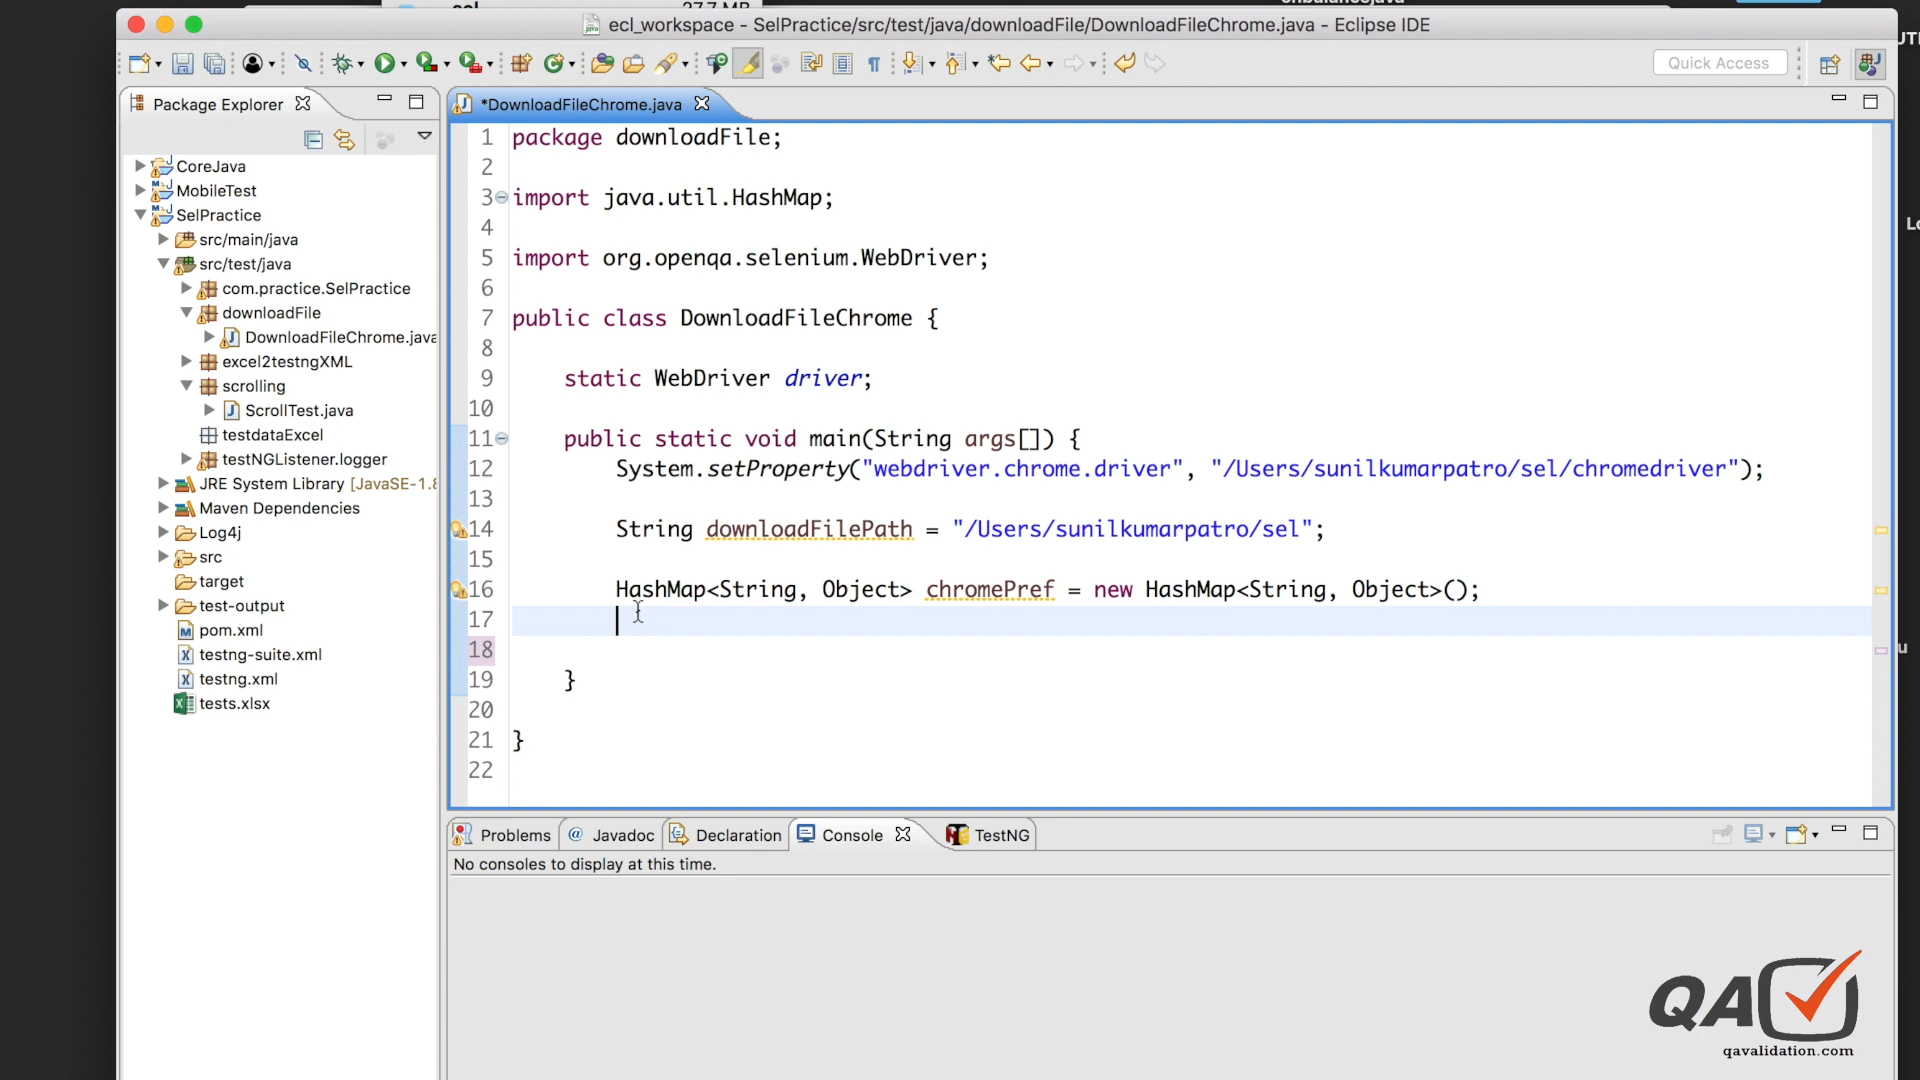 ecl_workspace - SelPractice/src/test/java/downloadFile/DownloadFileChrome.java - Eclipse IDE
Quick Access
Package Explorer
*DownloadFileChrome.java
CoreJava
MobileTest
SelPractice
src/main/java
src/test/java
com.practice.SelPractice
downloadFile
DownloadFileChrome.java
excel2testngXML
scrolling
ScrollTest.java
testdataExcel
testNGListener.logger
JRE System Library [JavaSE-1.8
Maven Dependencies
Log4j
src
target
test-output
pom.xml
testng-suite.xml
testng.xml
tests.xlsx
1 package downloadFile;
2
3 import java.util.HashMap;
4
5 import org.openqa.selenium.WebDriver;
6
7 public class DownloadFileChrome {
8
9 static WebDriver driver;
10
11 public static void main(String args[]) {
12 System.setProperty("webdriver.chrome.driver", "/Users/sunilkumarpatro/sel/chromedriver");
13
14 String downloadFilePath = "/Users/sunilkumarpatro/sel";
15
16 HashMap<String, Object> chromePref = new HashMap<String, Object>();
17
18
19 }
20
21 }
22
Problems @ Javadoc Declaration Console TestNG
No consoles to display at this time.
QA
qavalidation.com